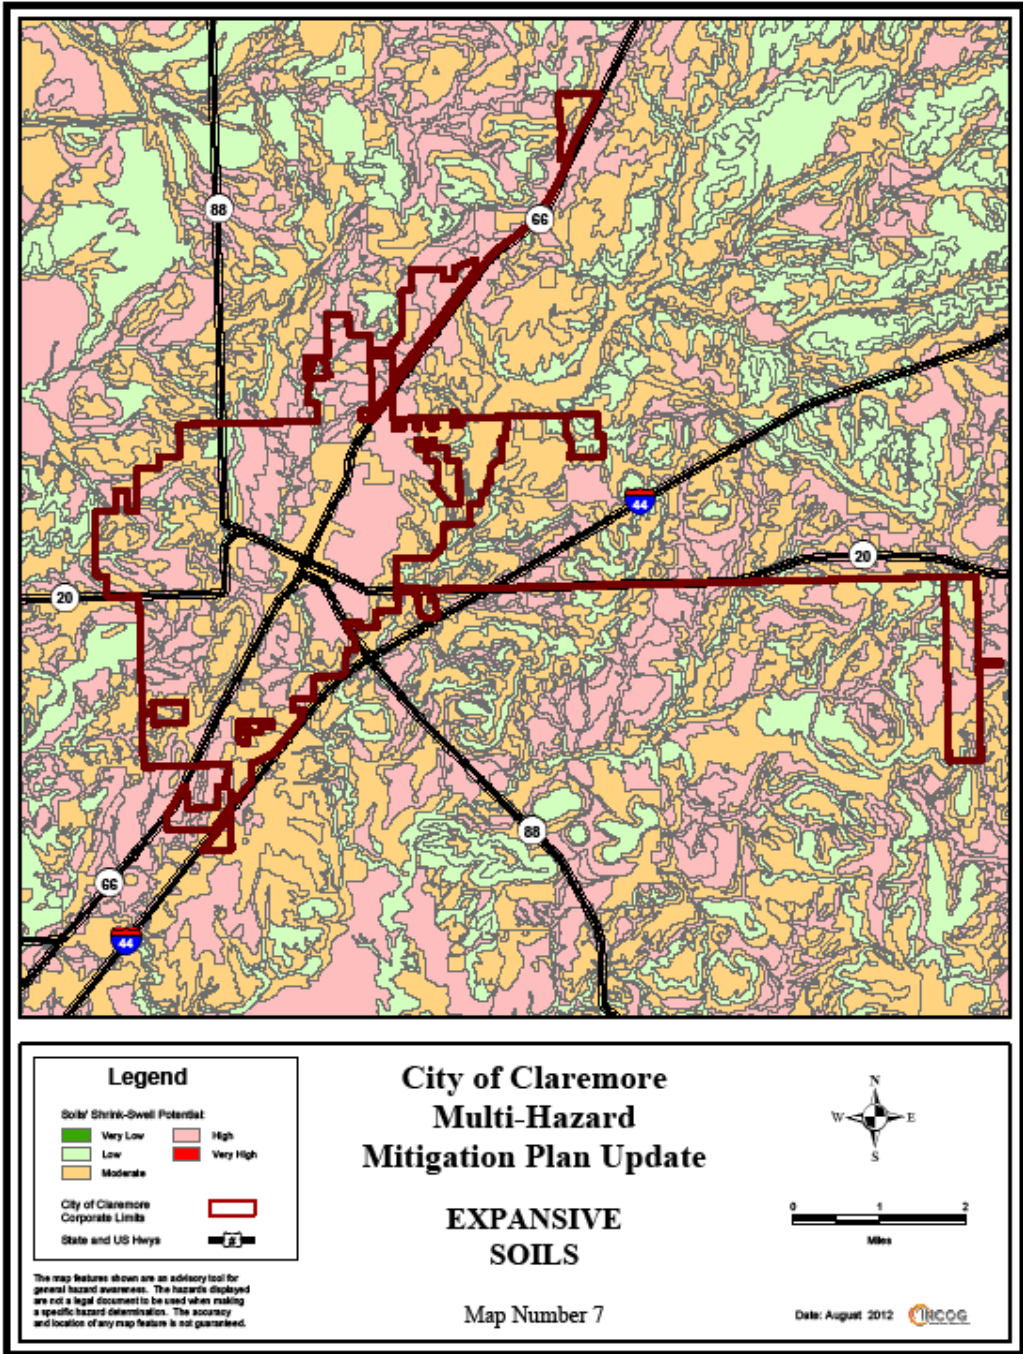 66
88
44
20
20
88
66
44
Legend
Soils' Shrink-Swell Potential:
Very Low
High
Low
Very High
Moderate
City of Claremore
Corporate Limits
State and US Hwys
#
The map features shown are an advisory tool for
general hazard awareness. The hazards displayed
are not a legal document to be used when making
a specific hazard determination. The accuracy
and location of any map feature is not guaranteed.
City of Claremore
Multi-Hazard
Mitigation Plan Update
EXPANSIVE
SOILS
Map Number 7
N
W E
S
0 1 2
Miles
Date: August 2012
INCOG